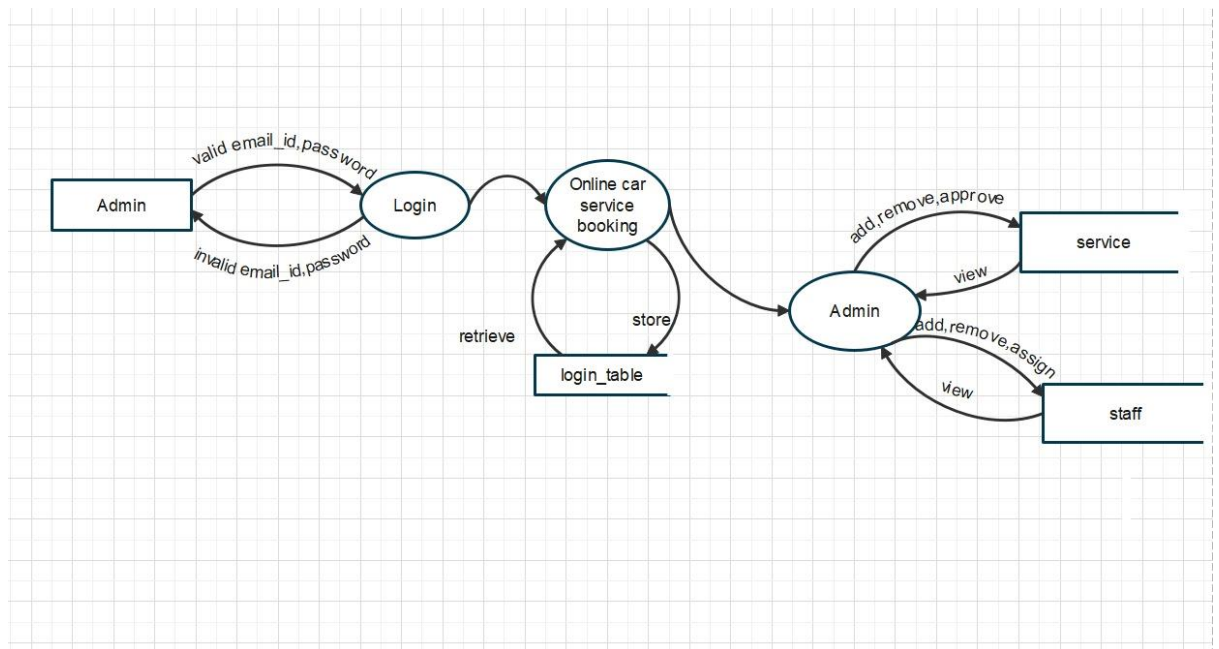 valid email_id,password
Admin
Login
invalid email_id,password
Online car
service
booking
retrieve
store
login_table
add,remove,approve
service
view
Admin
add,remove,assign
view
staff